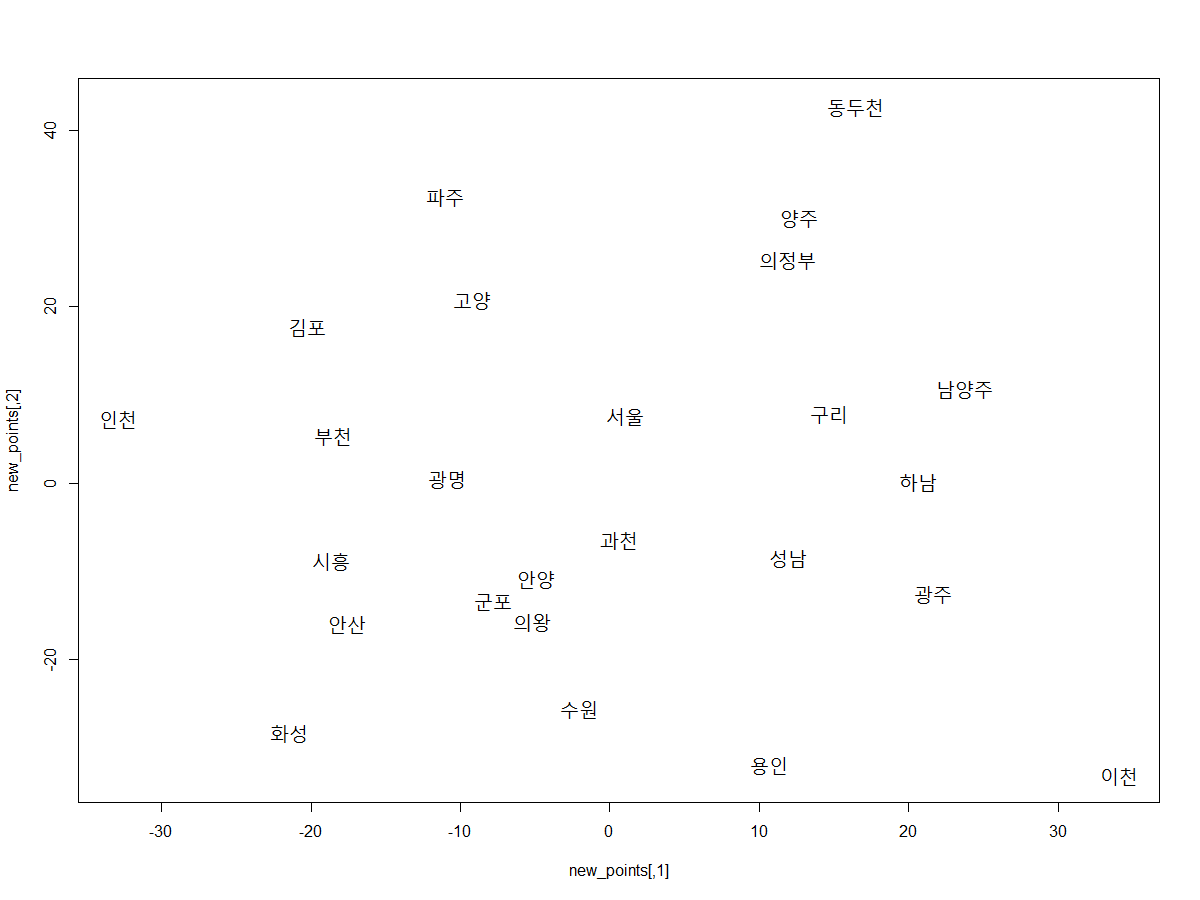 동두천
파주
양주
의정부
고양
김포
남양주
인천
서울
구리
부천
광명
하남
과천
시흥
안양
성남
군포
의왕
광주
안산
수원
화성
용인
이천
40
20
0
-20
new_points[,2]
-30 -20 -10 0 10 20 30
new_points[,1]